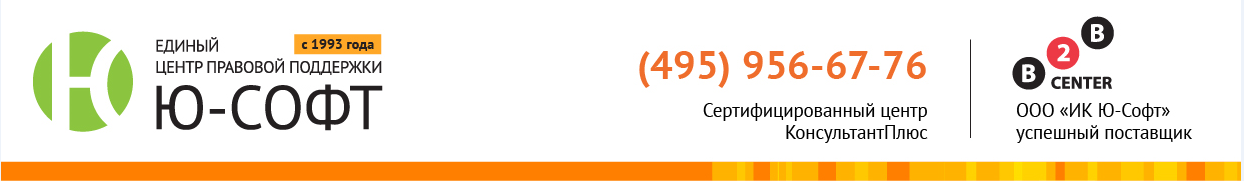 Ю
ЕДИНЫЙ
с 1993 года
ЦЕНТР ПРАВОВОЙ ПОДДЕРЖКИ
Ю-СОФТ
(495) 956-67-76
Сертифицированный центр
КонсультантПлюс
B2B
CENTER
ООО «ИК Ю-Софт»
успешный поставщик